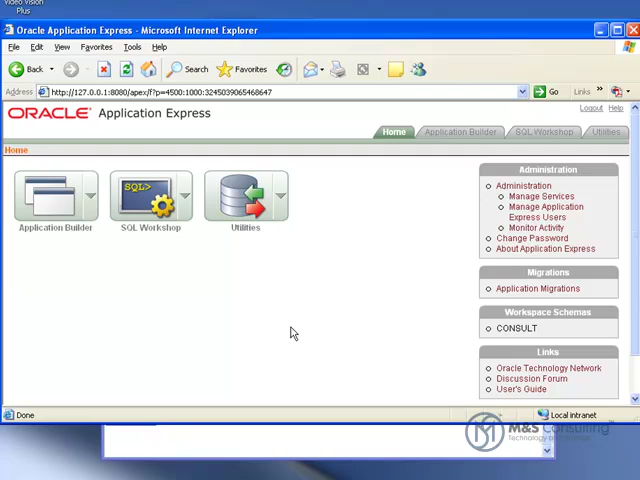 Video Vision
Plus
Oracle Application Express - Microsoft Internet Explorer
File Edit View Favorites Tools Help
Back Search Favorites
Address http://127.0.0.1:8080/apex/f?p=4500:1000:3245039065468647 Go Links »
ORACLE Application Express
Logout Help
Home Application Builder SQL Workshop Utilities
Home
SQL>
Application Builder SQL Workshop Utilities
Administration
Administration
Manage Services
Manage Application
Express Users
Monitor Activity
Change Password
About Application Express
Migrations
Application Migrations
Workspace Schemas
CONSULT
Links
Oracle Technology Network
Discussion Forum
User's Guide
Done
Local intranet
M&S Consulting